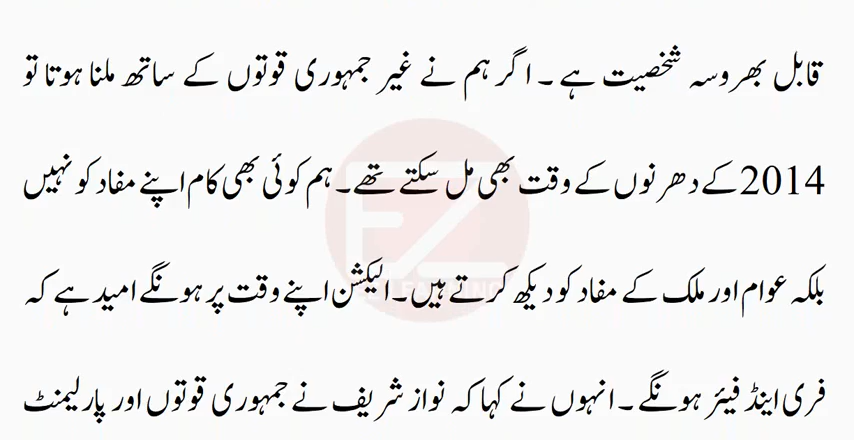 قابل بھروسہ شخصیت ہے ۔ اگر ہم نے غیر جمہوری قوتوں کے ساتھ ملنا ہوتا تو
2014 کے دھرنوں کے وقت بھی مل سکتے تھے ۔ ہم کوئی بھی کام اپنے مفاد کو نہیں
بلکہ عوام اور ملک کے مفاد کو دیکھ کرتے ہیں ۔ الیکشن اپنے وقت پر ہونگے امید ہے کہ
فری اینڈ فیئر ہونگے ۔ انہوں نے کہا کہ نواز شریف نے جمہوری قوتوں اور پارلیمنٹ